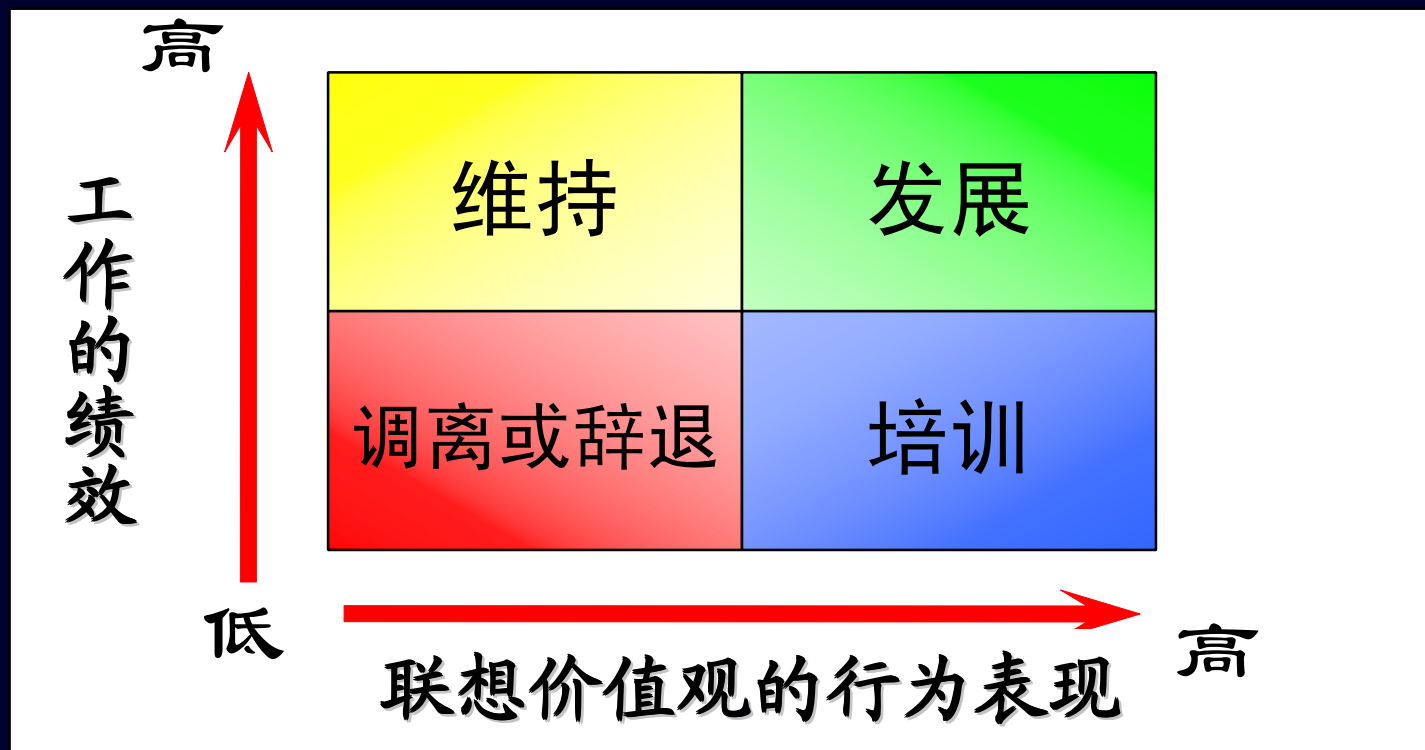 高
工作的绩效
维持
发展
调离或辞退
培训
低
高
联想价值观的行为表现